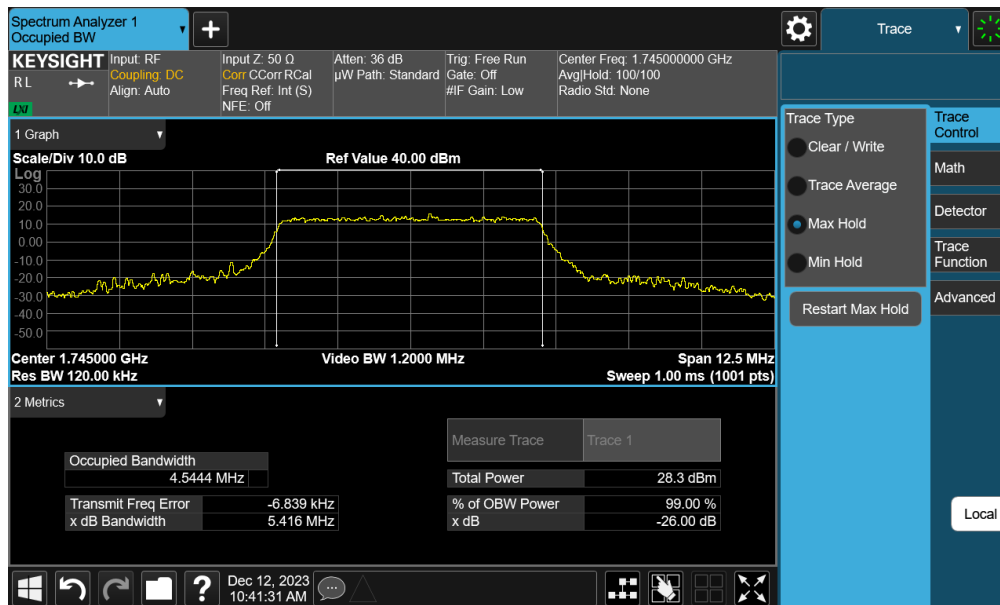 Spectrum Analyzer 1
Occupied BW
+
Trace
KEYSIGHT
RL
LXI
Input: RF
Coupling: DC
Align: Auto
Input Z: 50 Ω
Corr CCorr RCal
Freq Ref: Int (S)
NFE: Off
Atten: 36 dB
µW Path: Standard
Trig: Free Run
Gate: Off
#IF Gain: Low
Center Freq: 1.745000000 GHz
Avg|Hold: 100/100
Radio Std: None
1 Graph
Scale/Div 10.0 dB
Ref Value 40.00 dBm
Log
30.0
20.0
10.0
0.00
-10.0
-20.0
-30.0
-40.0
-50.0
Center 1.745000 GHz
Video BW 1.2000 MHz
Span 12.5 MHz
Res BW 120.00 kHz
Sweep 1.00 ms (1001 pts)
2 Metrics
Measure Trace
Trace 1
Occupied Bandwidth
4.5444 MHz
Total Power
28.3 dBm
Transmit Freq Error
-6.839 kHz
% of OBW Power
99.00 %
x dB Bandwidth
5.416 MHz
x dB
-26.00 dB
Trace Type
Clear / Write
Trace Average
Max Hold
Min Hold
Restart Max Hold
Trace
Control
Math
Detector
Trace
Function
Advanced
Local
?
Dec 12, 2023
10:41:31 AM